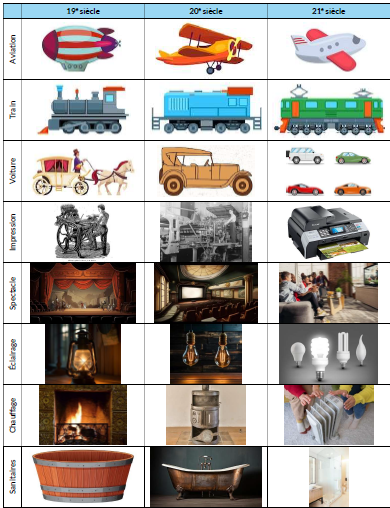 19e siècle 20e siècle 21e siècle
Aviation
Train
Voiture
Impression
Spectacle
Éclairage
Chauffage
Sanitaires